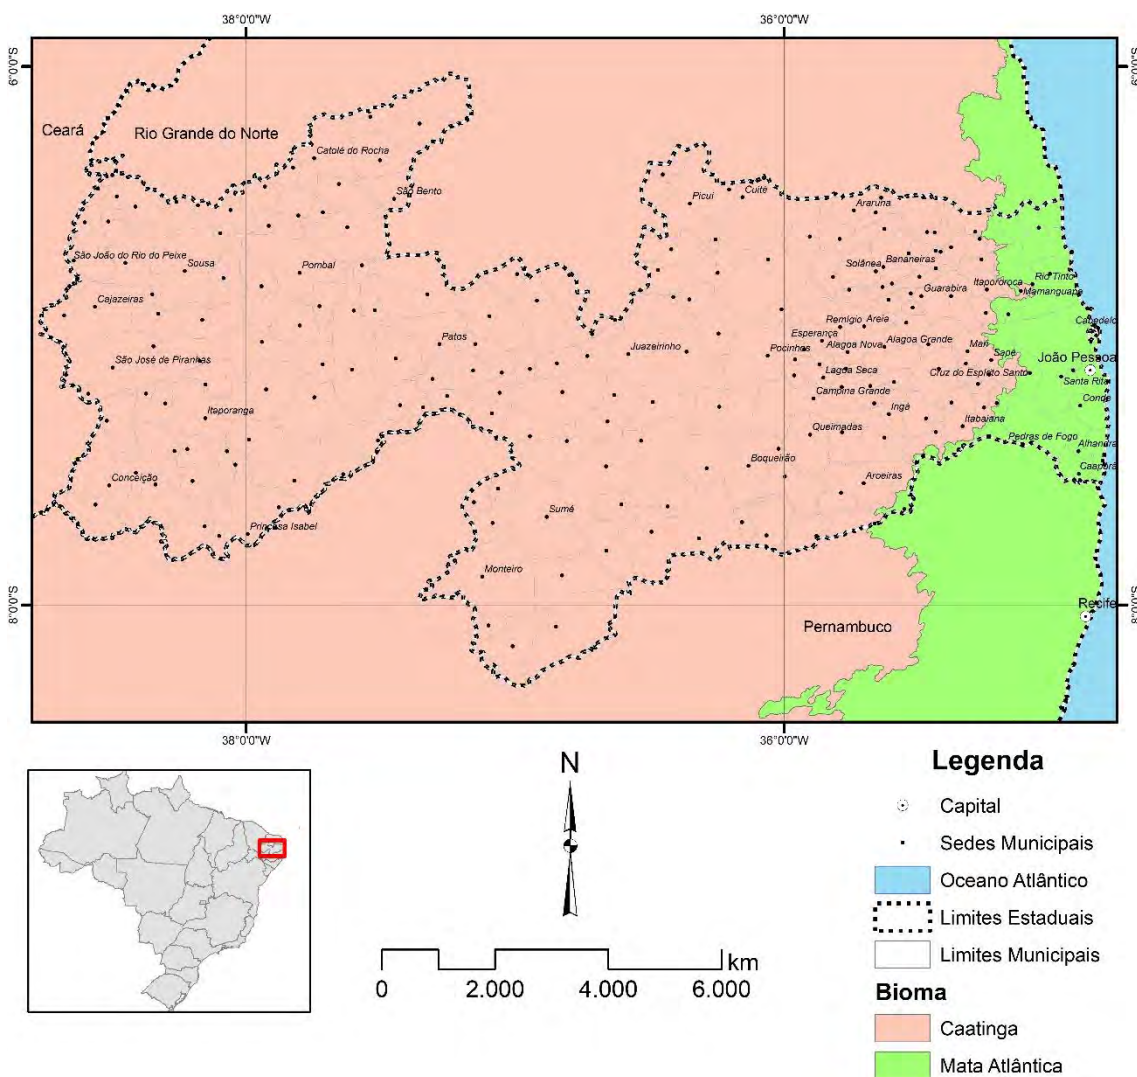 38°0'0"W 36°0'0"W
6°0'0"S 6°0'0"S
Ceará
Rio Grande do Norte
Catolé do Rocha
São Bento
Picuí
Cuité
Araruna
São João do Rio do Peixe
Sousa
Pombal
Solânea
Bananeiras
Guarabira
Itapororoca
Rio Tinto
Mamanguape
Cajazeiras
Cabedelo
Remígio
Areia
Esperança
Patos
Juazeirinho
Pocinhos
Alagoa Nova
Alagoa Grande
Mari
Sapé
João Pessoa
São José de Piranhas
Lagoa Seca
Cruz do Espírito Santo
Santa Rita
Campina Grande
Conde
Itaporanga
Ingá
Itabaiana
Queimadas
Pedras de Fogo
Alhandra
Boqueirão
Caaporã
Conceição
Aroeiras
Sumé
Princesa Isabel
Monteiro
8°0'0"S 8°0'0"S
Recife
Pernambuco
38°0'0"W 36°0'0"W
N
km
0 2.000 4.000 6.000
Legenda
Capital
Sedes Municipais
Oceano Atlântico
Limites Estaduais
Limites Municipais
Bioma
Caatinga
Mata Atlântica